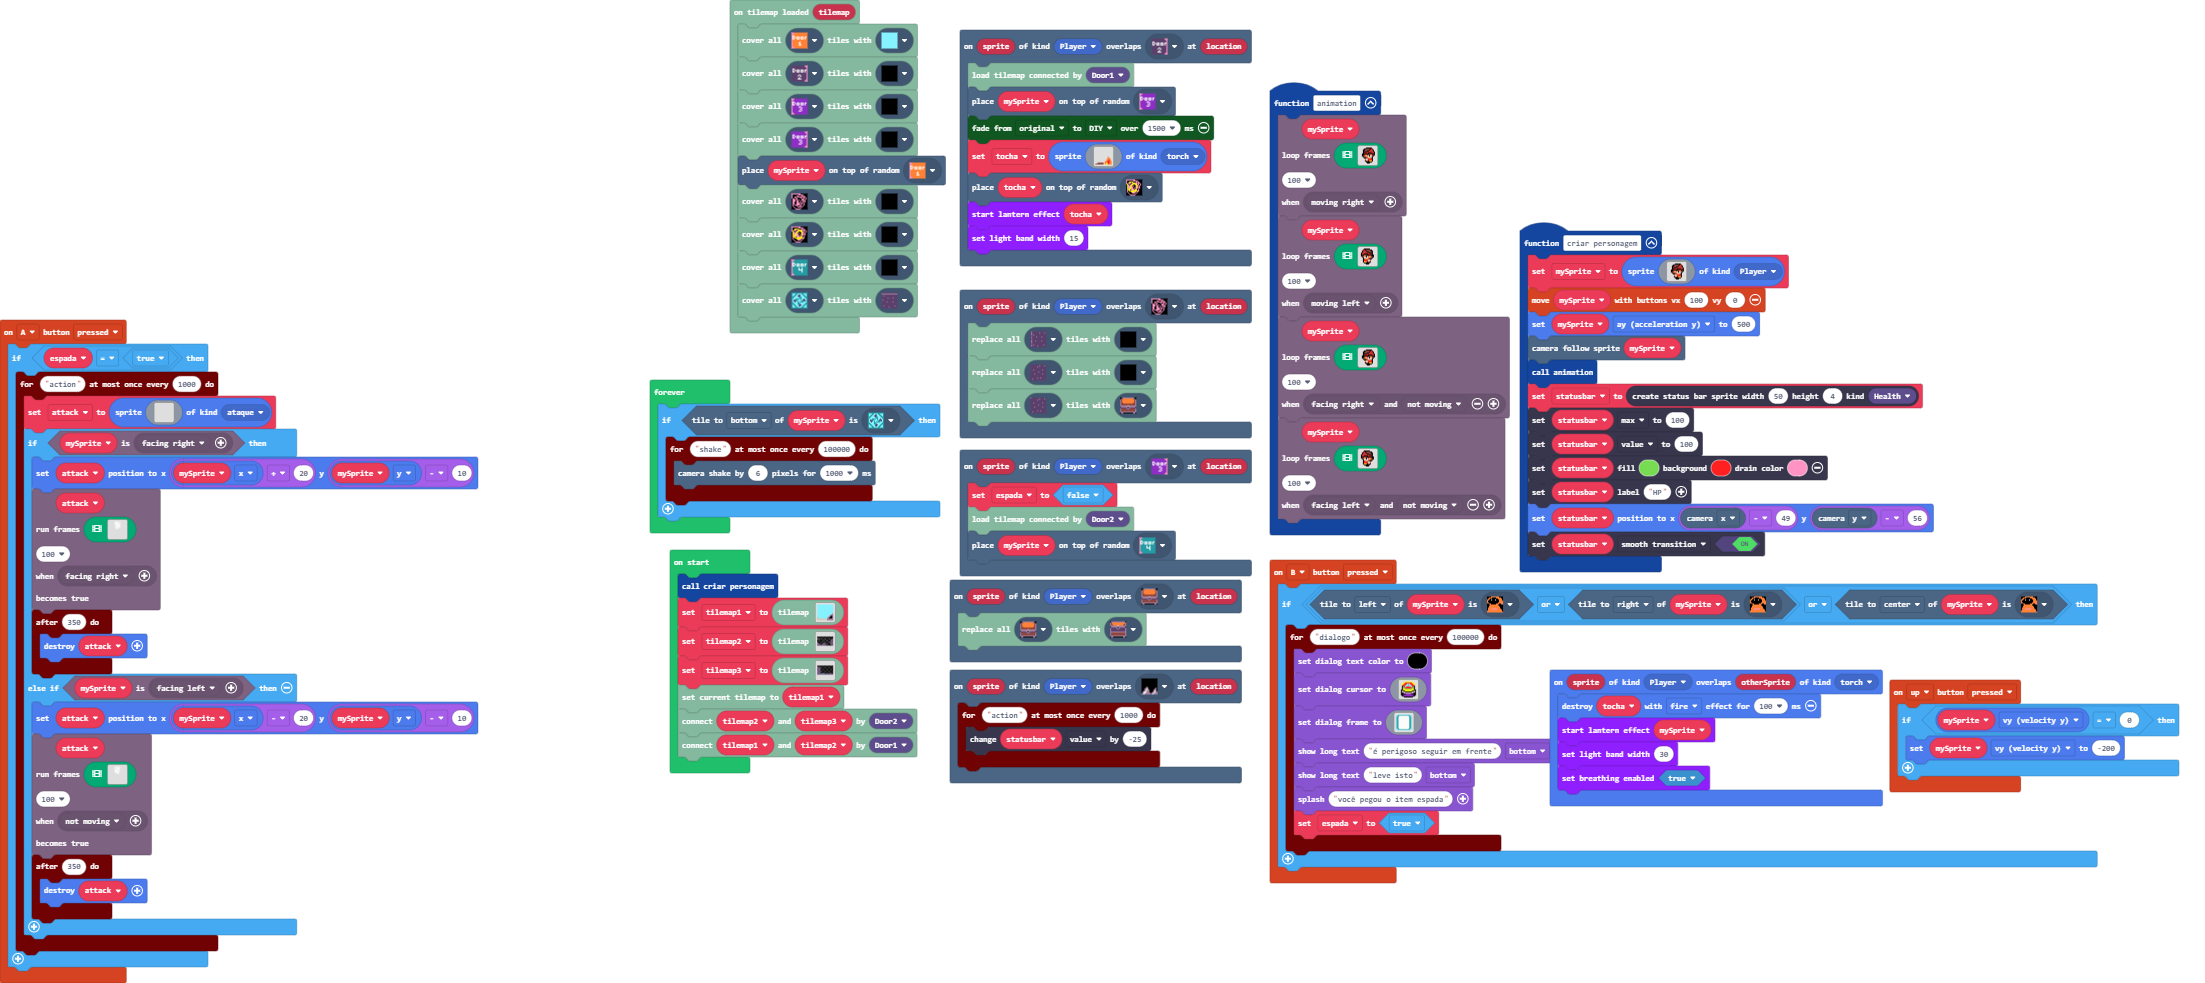 on A button pressed
if espada = true then
for "action" at most once every 1000 do
set attack to sprite of kind ataque
if mySprite is facing right then
set attack position to x mySprite x + 20 y mySprite y - 10
attack
run frames
100
when facing right
becomes true
after 350 do
destroy attack
else if mySprite is facing left then
set attack position to x mySprite x - 20 y mySprite y - 10
attack
run frames
100
when not moving
becomes true
after 350 do
destroy attack
on tilemap loaded tilemap
cover all tiles with
cover all Door 2 tiles with
cover all Door 3 tiles with
cover all Door 3 tiles with
place mySprite on top of random
cover all tiles with
cover all tiles with
cover all Door 4 tiles with
cover all tiles with
forever
if tile to bottom of mySprite is then
for "shake" at most once every 100000 do
camera shake by 6 pixels for 1000 ms
on start
call criar personagem
set tilemap1 to tilemap
set tilemap2 to tilemap
set tilemap3 to tilemap
set current tilemap to tilemap1
connect tilemap2 and tilemap3 by Door2
connect tilemap1 and tilemap2 by Door1
on sprite of kind Player overlaps Door 2 at location
load tilemap connected by Door1
place mySprite on top of random Door 3
fade from original to DIY over 1500 ms
set tocha to sprite of kind torch
place tocha on top of random
start lantern effect tocha
set light band width 15
on sprite of kind Player overlaps at location
replace all tiles with
replace all tiles with
replace all tiles with
on sprite of kind Player overlaps Door 3 at location
set espada to false
load tilemap connected by Door2
place mySprite on top of random Door 4
on sprite of kind Player overlaps at location
replace all tiles with
on sprite of kind Player overlaps at location
for "action" at most once every 1000 do
change statusbar value by -25
function animation
mySprite
loop frames
100
when moving right
mySprite
loop frames
100
when moving left
mySprite
loop frames
100
when facing right and not moving
mySprite
loop frames
100
when facing left and not moving
function criar personagem
set mySprite to sprite of kind Player
move mySprite with buttons vx 100 vy 0
set mySprite ay (acceleration y) to 500
camera follow sprite mySprite
call animation
set statusbar to create status bar sprite width 50 height 4 kind Health
set statusbar max to 100
set statusbar value to 100
set statusbar fill background drain color
set statusbar label "HP"
set statusbar position to x camera x - 49 y camera y - 56
set statusbar smooth transition ON
on B button pressed
if tile to left of mySprite is or tile to right of mySprite is or tile to center of mySprite is then
for "dialogo" at most once every 100000 do
set dialog text color to
set dialog cursor to
set dialog frame to
show long text "é perigoso seguir em frente" bottom
show long text "leve isto" bottom
splash "você pegou o item espada"
set espada to true
on sprite of kind Player overlaps otherSprite of kind torch
destroy tocha with fire effect for 100 ms
start lantern effect mySprite
set light band width 30
set breathing enabled true
on up button pressed
if mySprite vy (velocity y) = 0 then
set mySprite vy (velocity y) to -200